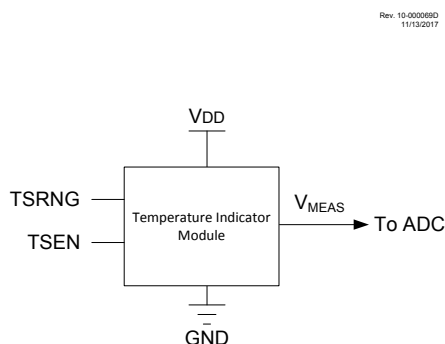 Rev. 10-000069D
11/13/2017
VDD
TSRNG
TSEN
Temperature Indicator
Module
VMEAS
To ADC
GND